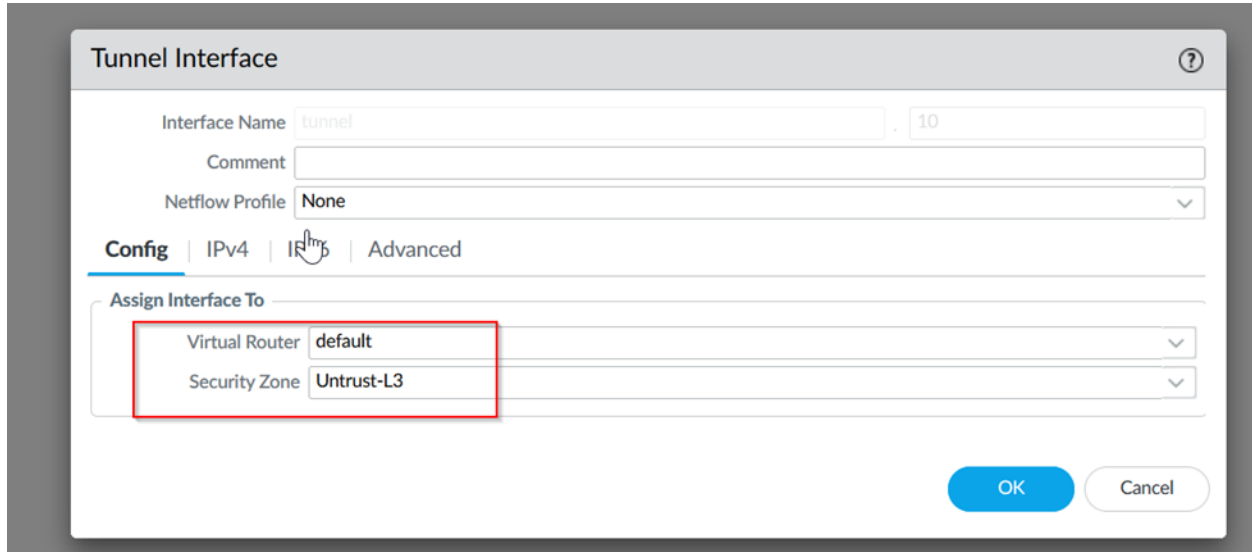 Tunnel Interface
Interface Name tunnel . 10
Comment
Netflow Profile None
Config | IPv4 | | Advanced
Assign Interface To
Virtual Router default
Security Zone Untrust-L3
OK Cancel